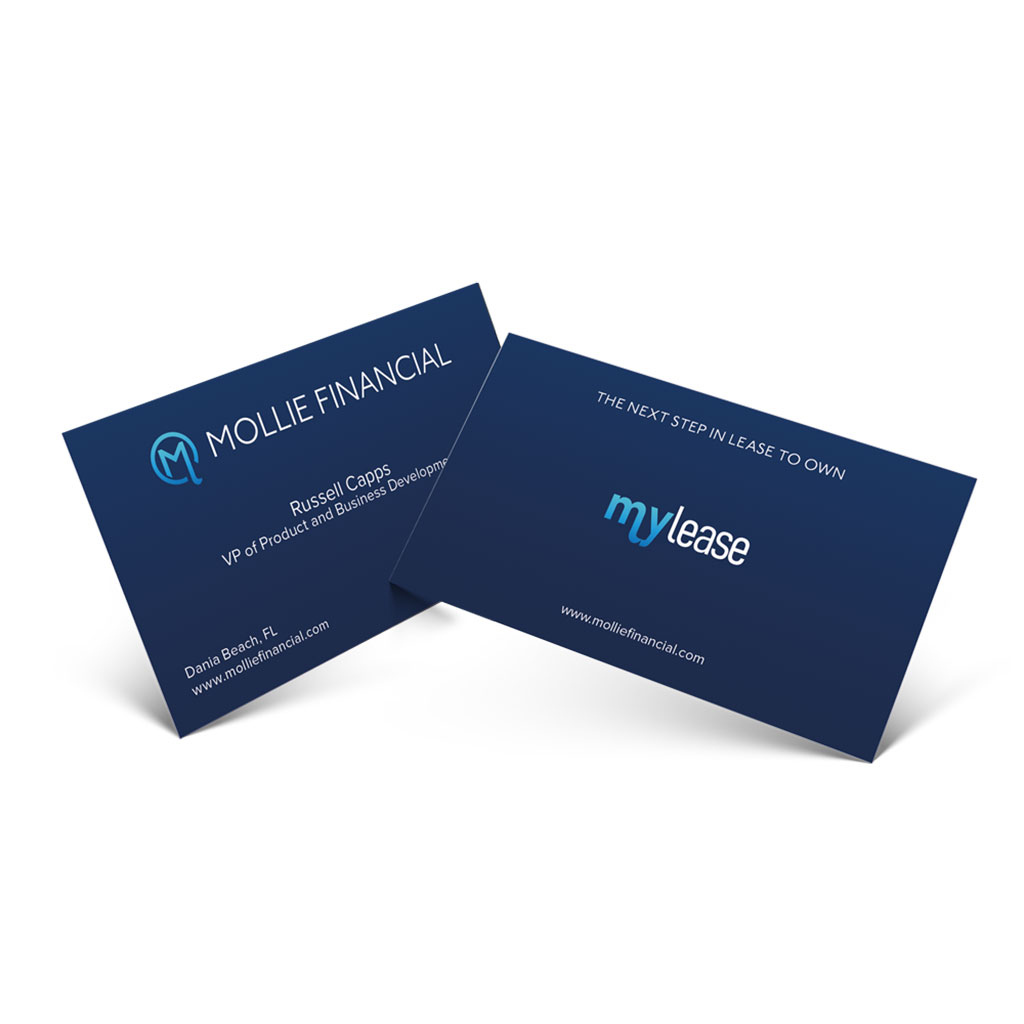 MOLLIE FINANCIAL
Russell Capps
VP of Product and Business Developme
Dania Beach, FL
www.molliefinancial.com
THE NEXT STEP IN LEASE TO OWN
mylease
www.molliefinancial.com